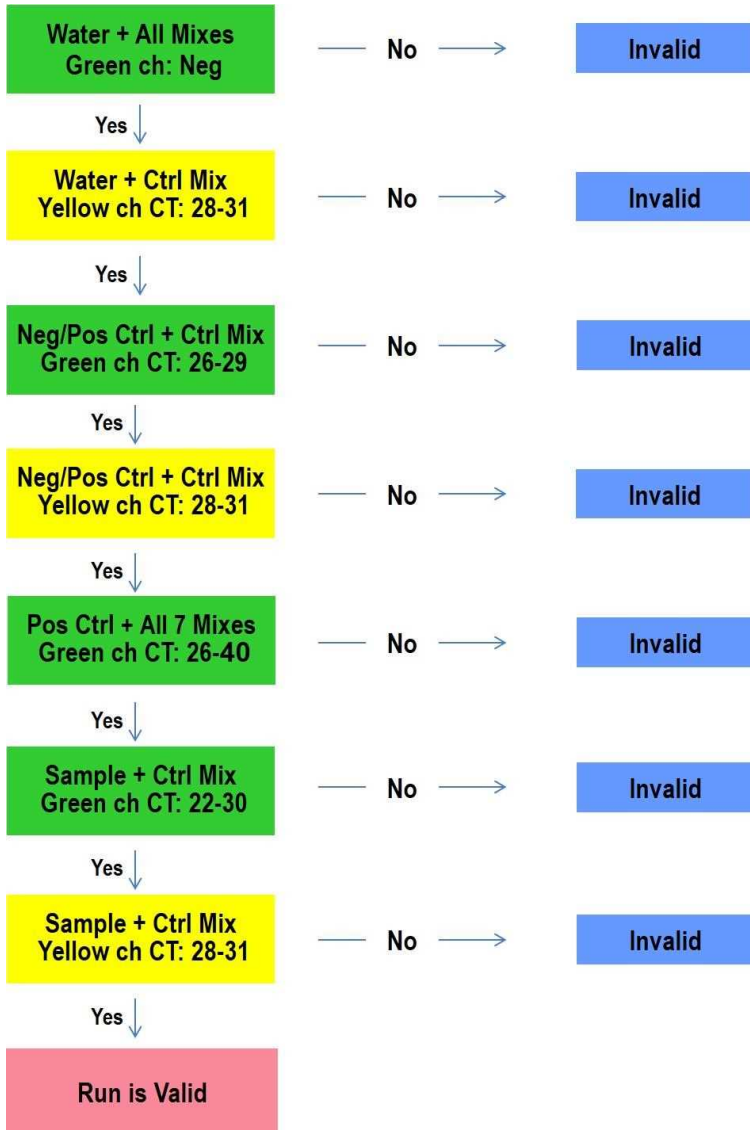 Water + All Mixes
Green ch: Neg
No
Invalid
Yes
Water + Ctrl Mix
Yellow ch CT: 28-31
No
Invalid
Yes
Neg/Pos Ctrl + Ctrl Mix
Green ch CT: 26-29
No
Invalid
Yes
Neg/Pos Ctrl + Ctrl Mix
Yellow ch CT: 28-31
No
Invalid
Yes
Pos Ctrl + All 7 Mixes
Green ch CT: 26-40
No
Invalid
Yes
Sample + Ctrl Mix
Green ch CT: 22-30
No
Invalid
Yes
Sample + Ctrl Mix
Yellow ch CT: 28-31
No
Invalid
Yes
Run is Valid